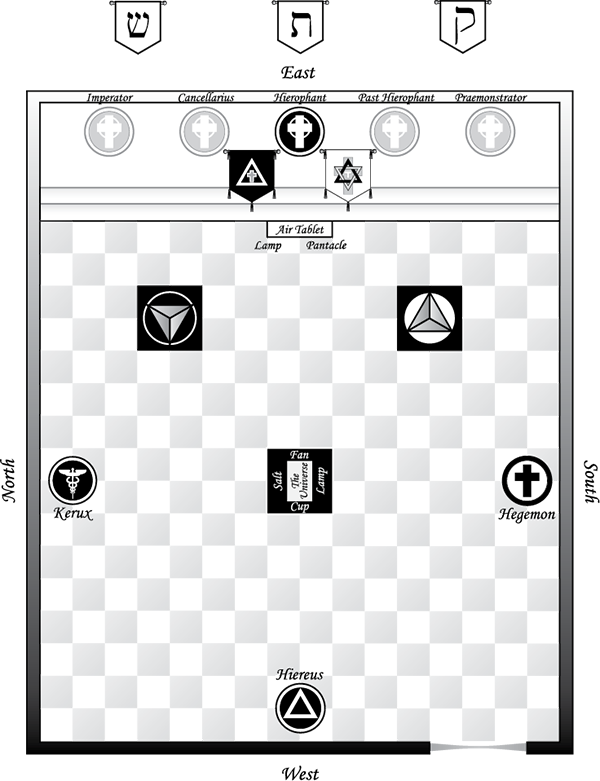 ש ת ק
East
Imperator Cancellarius Hierophant Past Hierophant Praemonstrator
Air Tablet
Lamp Pantacle
Fan
Salt
The Universe
Lamp
Cup
North
South
Kerux
Hegemon
Hiereus
West